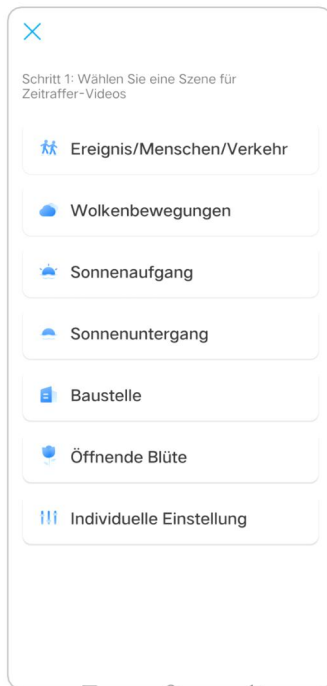 Schritt 1: Wählen Sie eine Szene für
Zeitraffer-Videos
Ereignis/Menschen/Verkehr
Wolkenbewegungen
Sonnenaufgang
Sonnenuntergang
Baustelle
Öffnende Blüte
Individuelle Einstellung